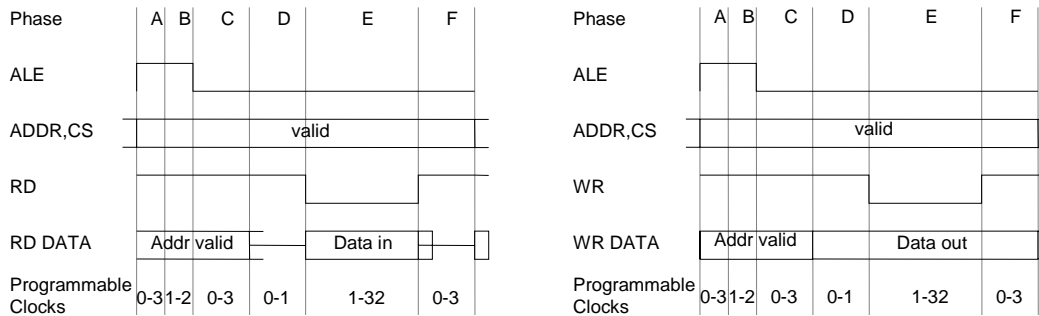 Phase A B C D E F
ALE
ADDR,CS valid
RD
RD DATA Addr valid Data in
Programmable
Clocks 0-3 1-2 0-3 0-1 1-32 0-3
Phase A B C D E F
ALE
ADDR,CS valid
WR
WR DATA Addr valid Data out
Programmable
Clocks 0-3 1-2 0-3 0-1 1-32 0-3